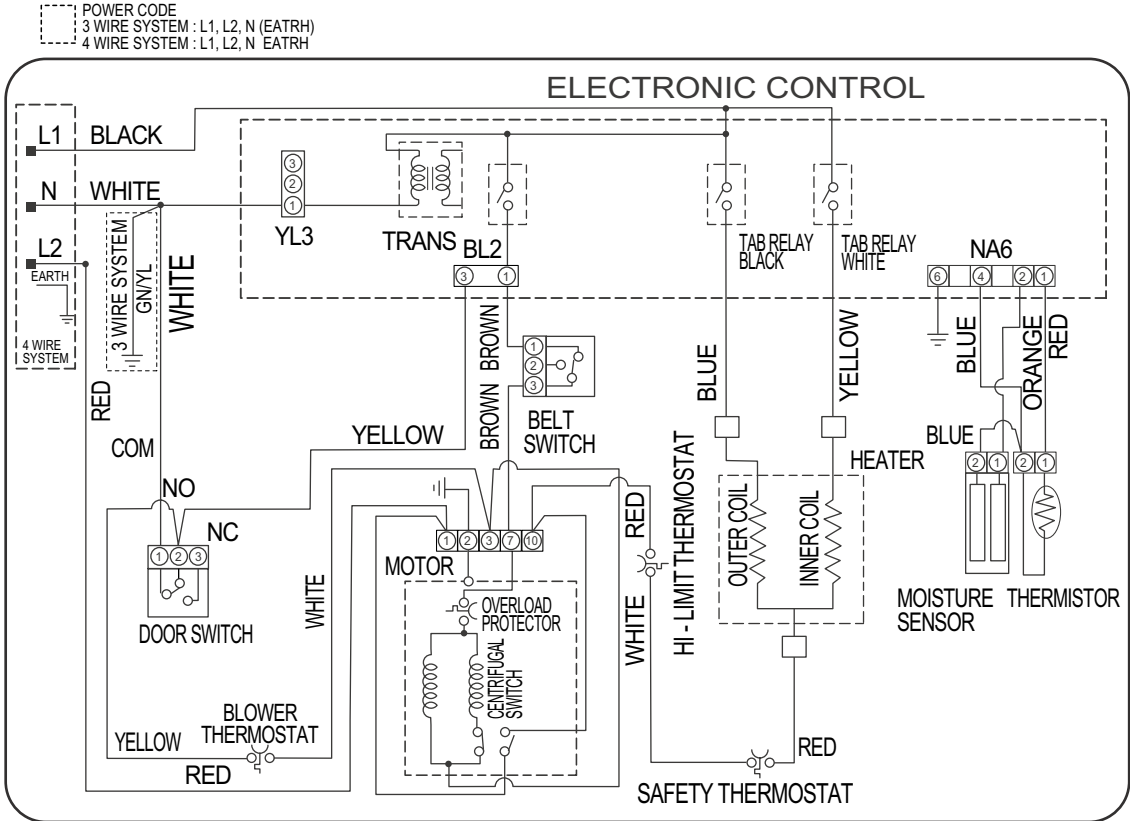 POWER CODE
3 WIRE SYSTEM : L1, L2, N (EATRH)
4 WIRE SYSTEM : L1, L2, N EATRH
ELECTRONIC CONTROL
L1 BLACK
N WHITE
L2
EARTH
4 WIRE
SYSTEM
3 WIRE SYSTEM
GN/YL
WHITE
RED
3
2
1
YL3
TRANS
BL2
3 1
TAB RELAY
BLACK
TAB RELAY
WHITE
NA6
6 4 2 1
BROWN
BROWN
1
2
3
BELT
SWITCH
BLUE
YELLOW
BLUE
ORANGE
RED
COM
NO
NC
1 2 3
DOOR SWITCH
YELLOW
WHITE
MOTOR
1 2 3 7 10
OVERLOAD
PROTECTOR
CENTRIFUGAL
SWITCH
RED
WHITE
HI - LIMIT THERMOSTAT
HEATER
OUTER COIL
INNER COIL
BLUE
2 1 2 1
MOISTURE
SENSOR
THERMISTOR
BLOWER
THERMOSTAT
YELLOW
RED
RED
SAFETY THERMOSTAT